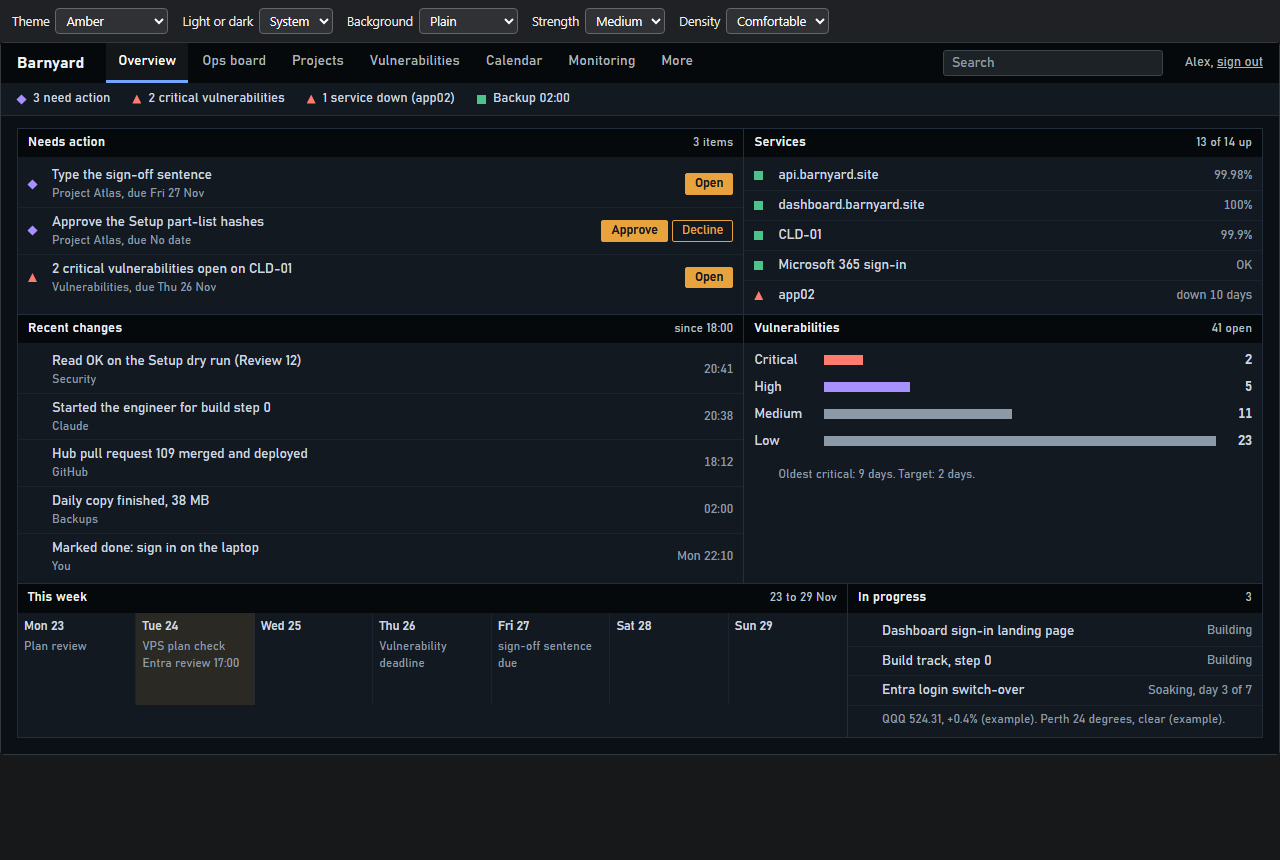 Theme Amber Light or dark System Background Plain Strength Medium Density Comfortable
Barnyard Overview Ops board Projects Vulnerabilities Calendar Monitoring More Search Alex, sign out
3 need action 2 critical vulnerabilities 1 service down (app02) Backup 02:00
Needs action 3 items
Type the sign-off sentence
Project Atlas, due Fri 27 Nov
Open
Approve the Setup part-list hashes
Project Atlas, due No date
Approve Decline
2 critical vulnerabilities open on CLD-01
Vulnerabilities, due Thu 26 Nov
Open
Services 13 of 14 up
api.barnyard.site 99.98%
dashboard.barnyard.site 100%
CLD-01 99.9%
Microsoft 365 sign-in OK
app02 down 10 days
Recent changes since 18:00
Read OK on the Setup dry run (Review 12)
Security
20:41
Started the engineer for build step 0
Claude
20:38
Hub pull request 109 merged and deployed
GitHub
18:12
Daily copy finished, 38 MB
Backups
02:00
Marked done: sign in on the laptop
You
Mon 22:10
Vulnerabilities 41 open
Critical 2
High 5
Medium 11
Low 23
Oldest critical: 9 days. Target: 2 days.
This week 23 to 29 Nov
Mon 23
Plan review
Tue 24
VPS plan check
Entra review 17:00
Wed 25
Thu 26
Vulnerability
deadline
Fri 27
sign-off sentence
due
Sat 28
Sun 29
In progress 3
Dashboard sign-in landing page Building
Build track, step 0 Building
Entra login switch-over Soaking, day 3 of 7
QQQ 524.31, +0.4% (example). Perth 24 degrees, clear (example).